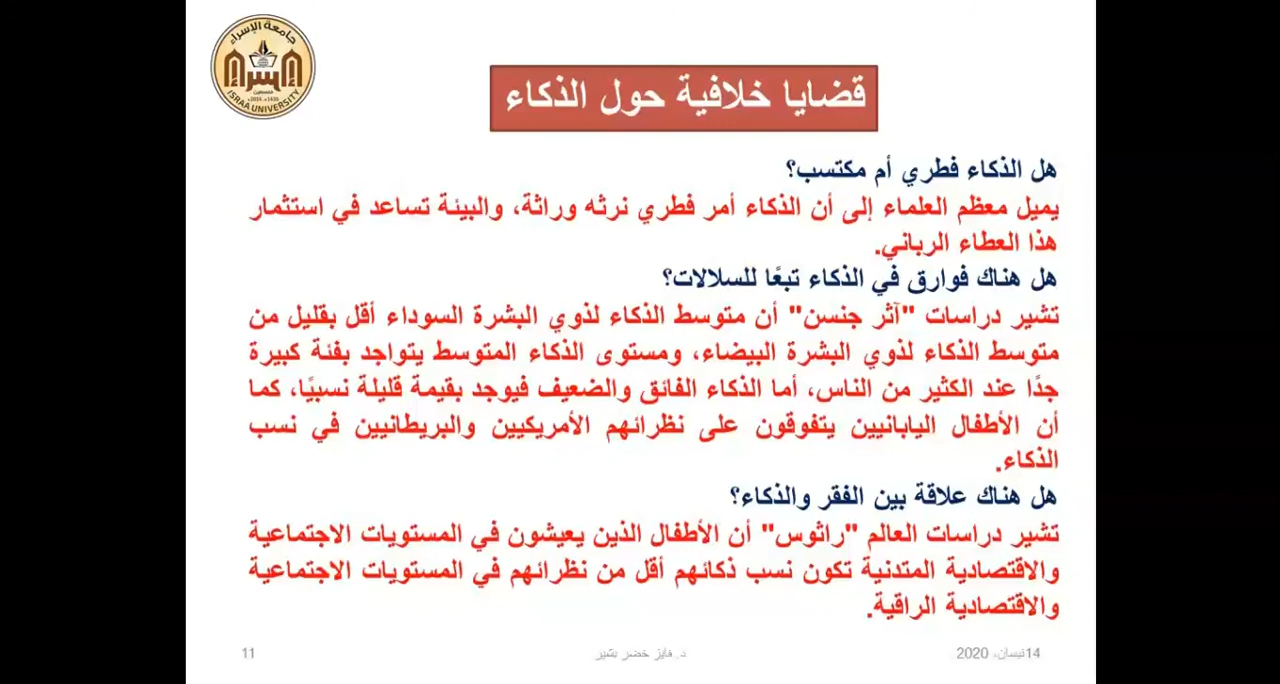 جامعة الإسراء
إسراء
فلسطين
ISRAA UNIVERSITY
قضايا خلافية حول الذكاء
هل الذكاء فطري أم مكتسب؟
يميل معظم العلماء إلى أن الذكاء أمر فطري نرثه وراثة، والبيئة تساعد في استثمار
هذا العطاء الرباني.
هل هناك فوارق في الذكاء تبعًا للسلالات؟
تشير دراسات "آثر جنسن" أن متوسط الذكاء لذوي البشرة السوداء أقل بقليل من
متوسط الذكاء لذوي البشرة البيضاء، ومستوى الذكاء المتوسط يتواجد بفئة كبيرة
جدًا عند الكثير من الناس، أما الذكاء الفائق والضعيف فيوجد بقيمة قليلة نسبيًا، كما
أن الأطفال اليابانيين يتفوقون على نظرائهم الأمريكيين والبريطانيين في نسب
الذكاء.
هل هناك علاقة بين الفقر والذكاء؟
تشير دراسات العالم "راثوس" أن الأطفال الذين يعيشون في المستويات الاجتماعية
والاقتصادية المتدنية تكون نسب ذكائهم أقل من نظرائهم في المستويات الاجتماعية
والاقتصادية الراقية.
14نيسان، 2020
د. فايز خضر بشير
11